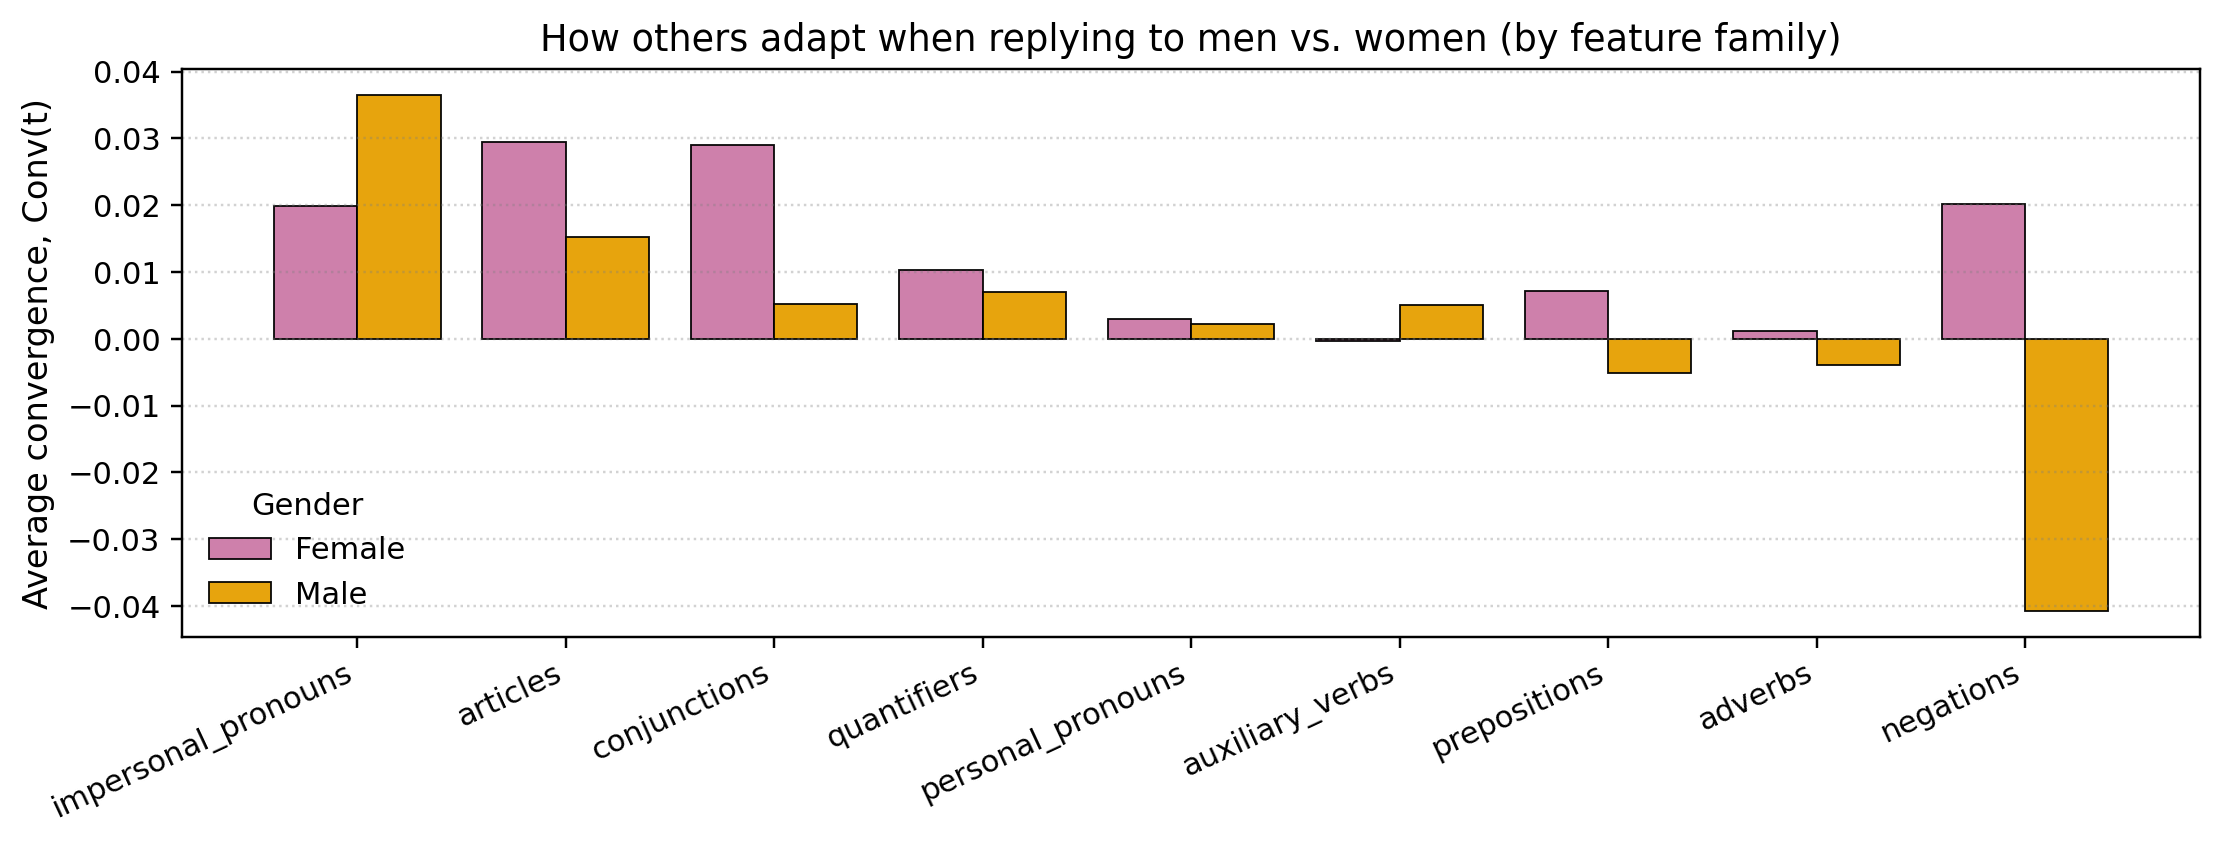 How others adapt when replying to men vs. women (by feature family)
Average convergence, Conv(t)
0.04
0.03
0.02
0.01
0.00
−0.01
−0.02
−0.03
−0.04
Gender
Female
Male
impersonal_pronouns
articles
conjunctions
quantifiers
personal_pronouns
auxiliary_verbs
prepositions
adverbs
negations